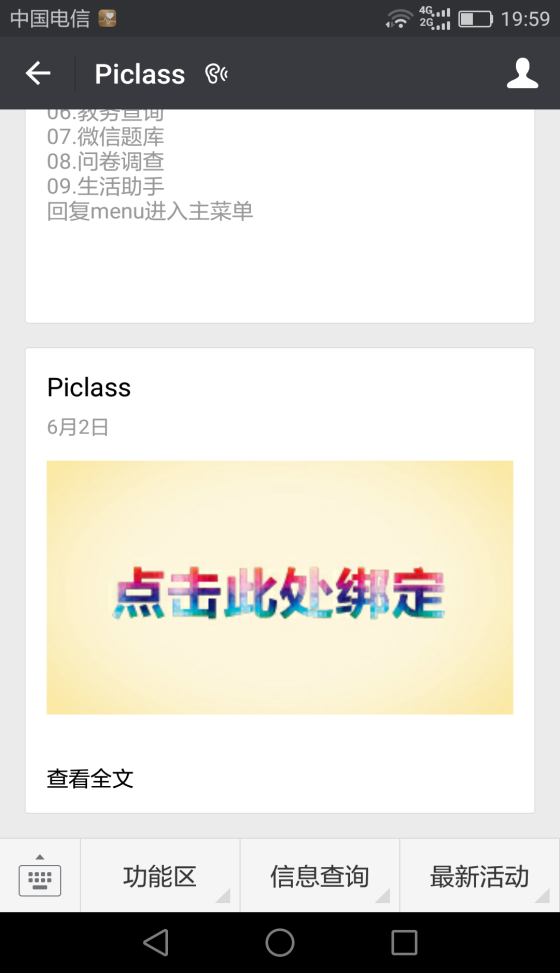 中国电信
4G
2G
19:59
Piclass
06.教务查询
07.微信题库
08.问卷调查
09.生活助手
回复menu进入主菜单
Piclass
6月2日
点击此处绑定
查看全文
功能区
信息查询
最新活动